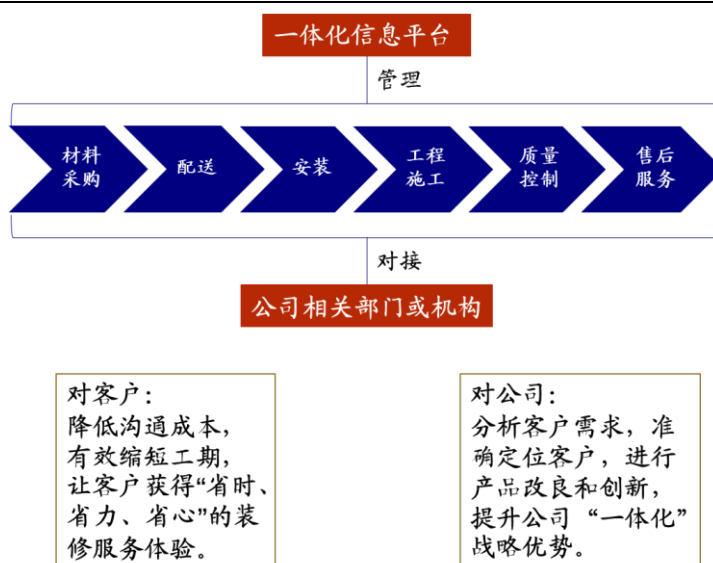 一体化信息平台
管理
材料
采购
配送
安装
工程
施工
质量
控制
售后
服务
对接
公司相关部门或机构
对客户：
降低沟通成本，
有效缩短工期，
让客户获得“省时、
省力、省心”的装
修服务体验。
对公司：
分析客户需求，准
确定位客户，进行
产品改良和创新，
提升公司“一体化”
战略优势。